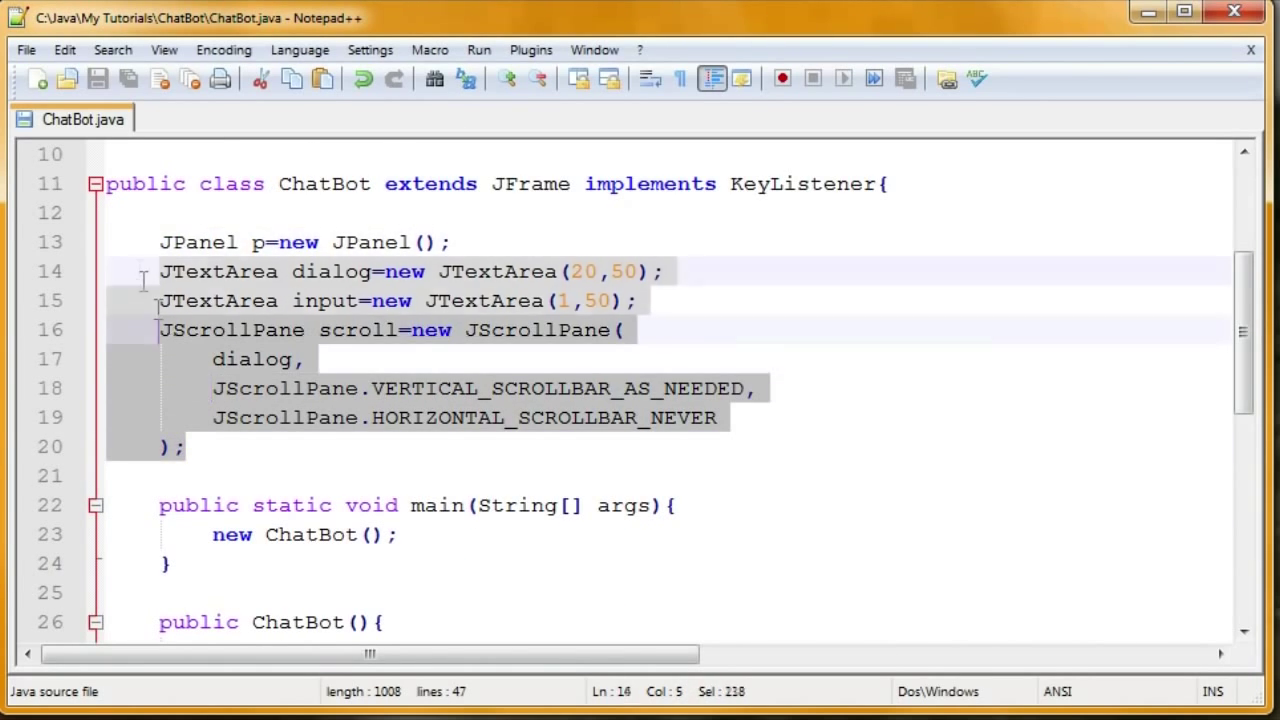 C:\Java\My Tutorials\ChatBot\ChatBot.java - Notepad++
File Edit Search View Encoding Language Settings Macro Run Plugins Window ? X
ChatBot.java
10
11 public class ChatBot extends JFrame implements KeyListener{
12
13 JPanel p=new JPanel();
14 JTextArea dialog=new JTextArea(20,50);
15 JTextArea input=new JTextArea(1,50);
16 JScrollPane scroll=new JScrollPane(
17 dialog,
18 JScrollPane.VERTICAL_SCROLLBAR_AS_NEEDED,
19 JScrollPane.HORIZONTAL_SCROLLBAR_NEVER
20 );
21
22 public static void main(String[] args){
23 new ChatBot();
24 }
25
26 public ChatBot(){
Java source file length : 1008 lines : 47 Ln : 14 Col : 5 Sel : 218 Dos\Windows ANSI INS